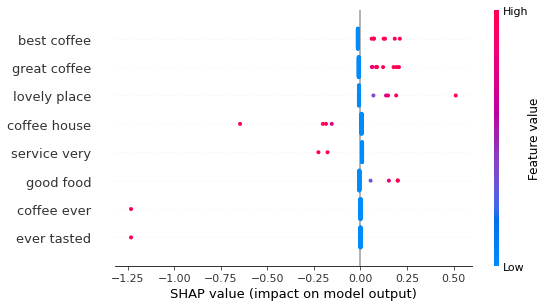 High
best coffee
great coffee
lovely place
coffee house
service very
good food
coffee ever
ever tasted
Feature value
Low
−1.25 −1.00 −0.75 −0.50 −0.25 0.00 0.25 0.50
SHAP value (impact on model output)